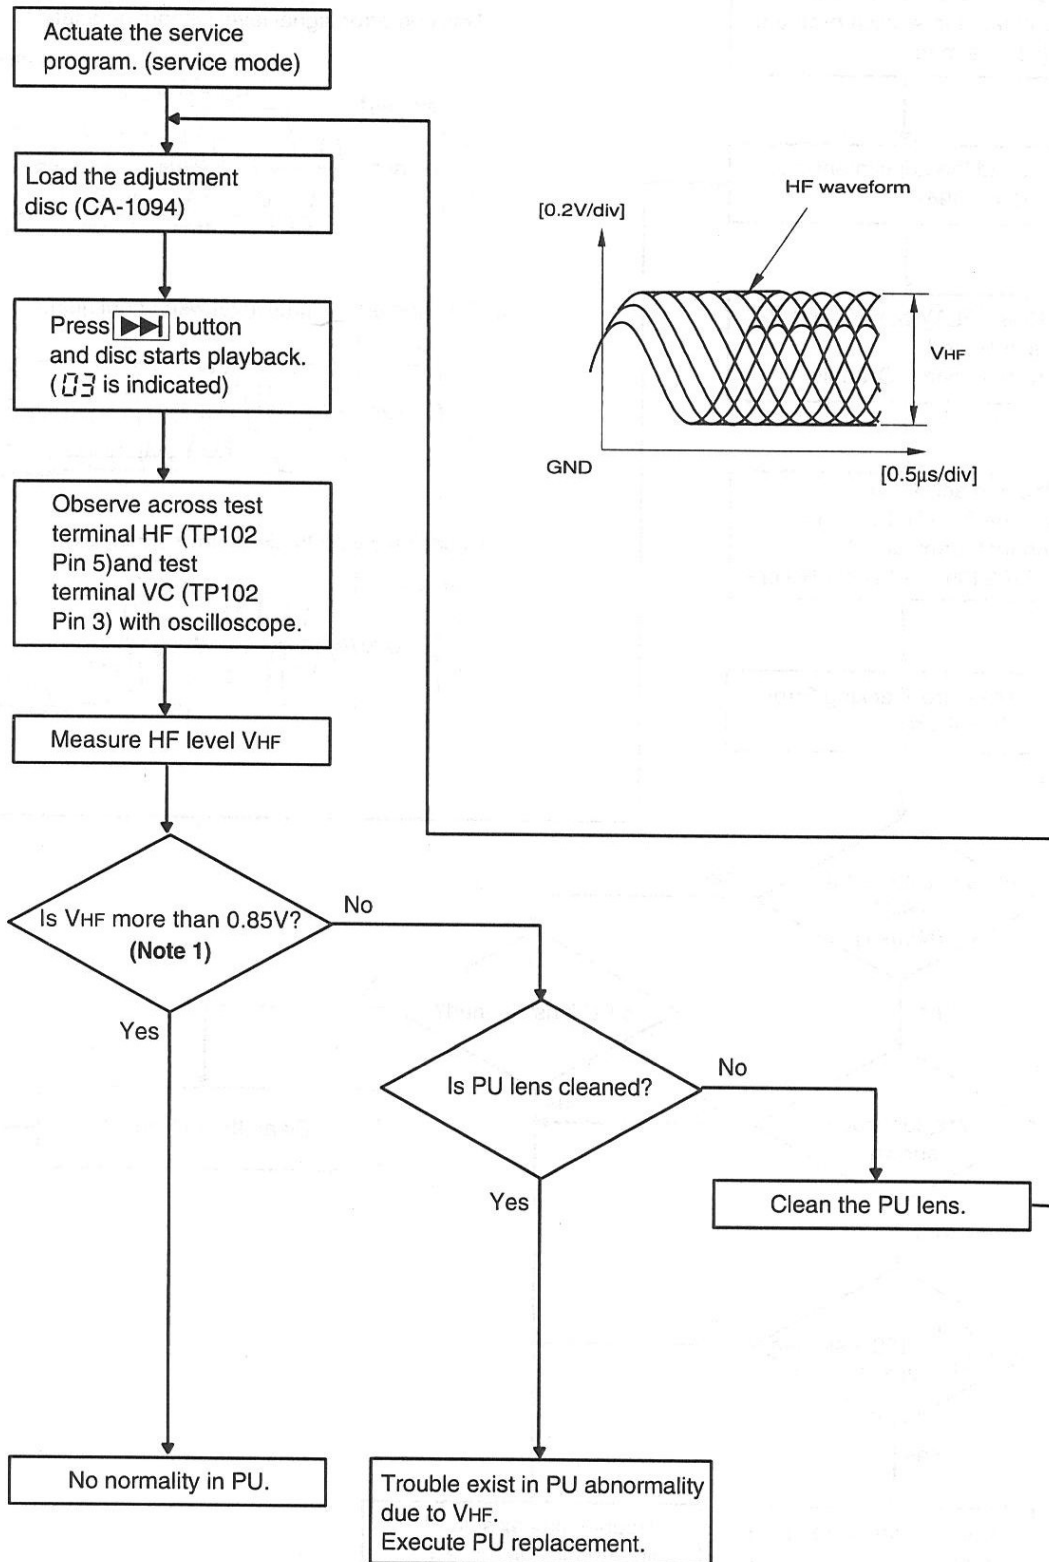 Actuate the service
program. (service mode)
Load the adjustment
disc (CA-1094)
Press ▶▶| button
and disc starts playback.
(03 is indicated)
Observe across test
terminal HF (TP102
Pin 5)and test
terminal VC (TP102
Pin 3) with oscilloscope.
Measure HF level VHF
HF waveform
[0.2V/div]
VHF
GND
[0.5μs/div]
Is VHF more than 0.85V?
(Note 1)
No
Yes
Is PU lens cleaned?
No
Yes
Clean the PU lens.
No normality in PU.
Trouble exist in PU abnormality
due to VHF.
Execute PU replacement.